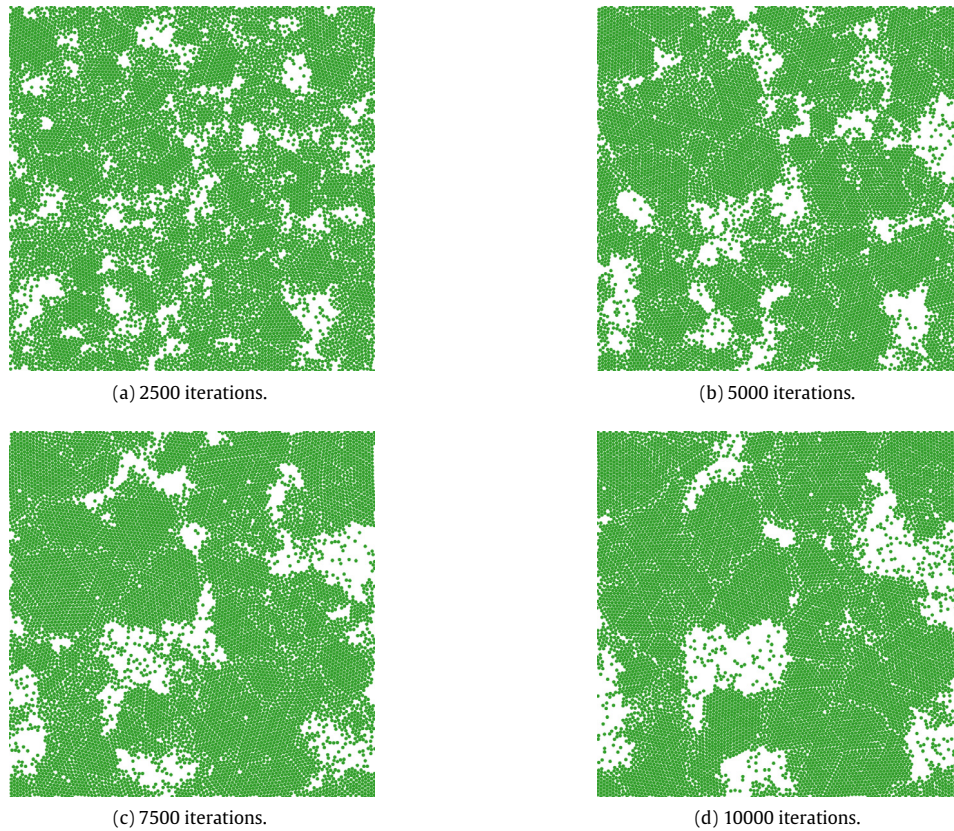 (a) 2500 iterations.
(b) 5000 iterations.
(c) 7500 iterations.
(d) 10000 iterations.